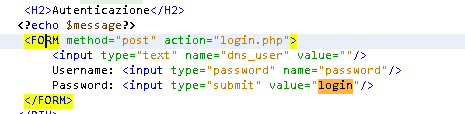 <H2>Autenticazione</H2>
<?echo $message?>
<FORM method="post" action="login.php">
<input type="text" name="dns_user" value=""/>
Username: <input type="password" name="password"/>
Password: <input type="submit" value="login"/>
</FORM>